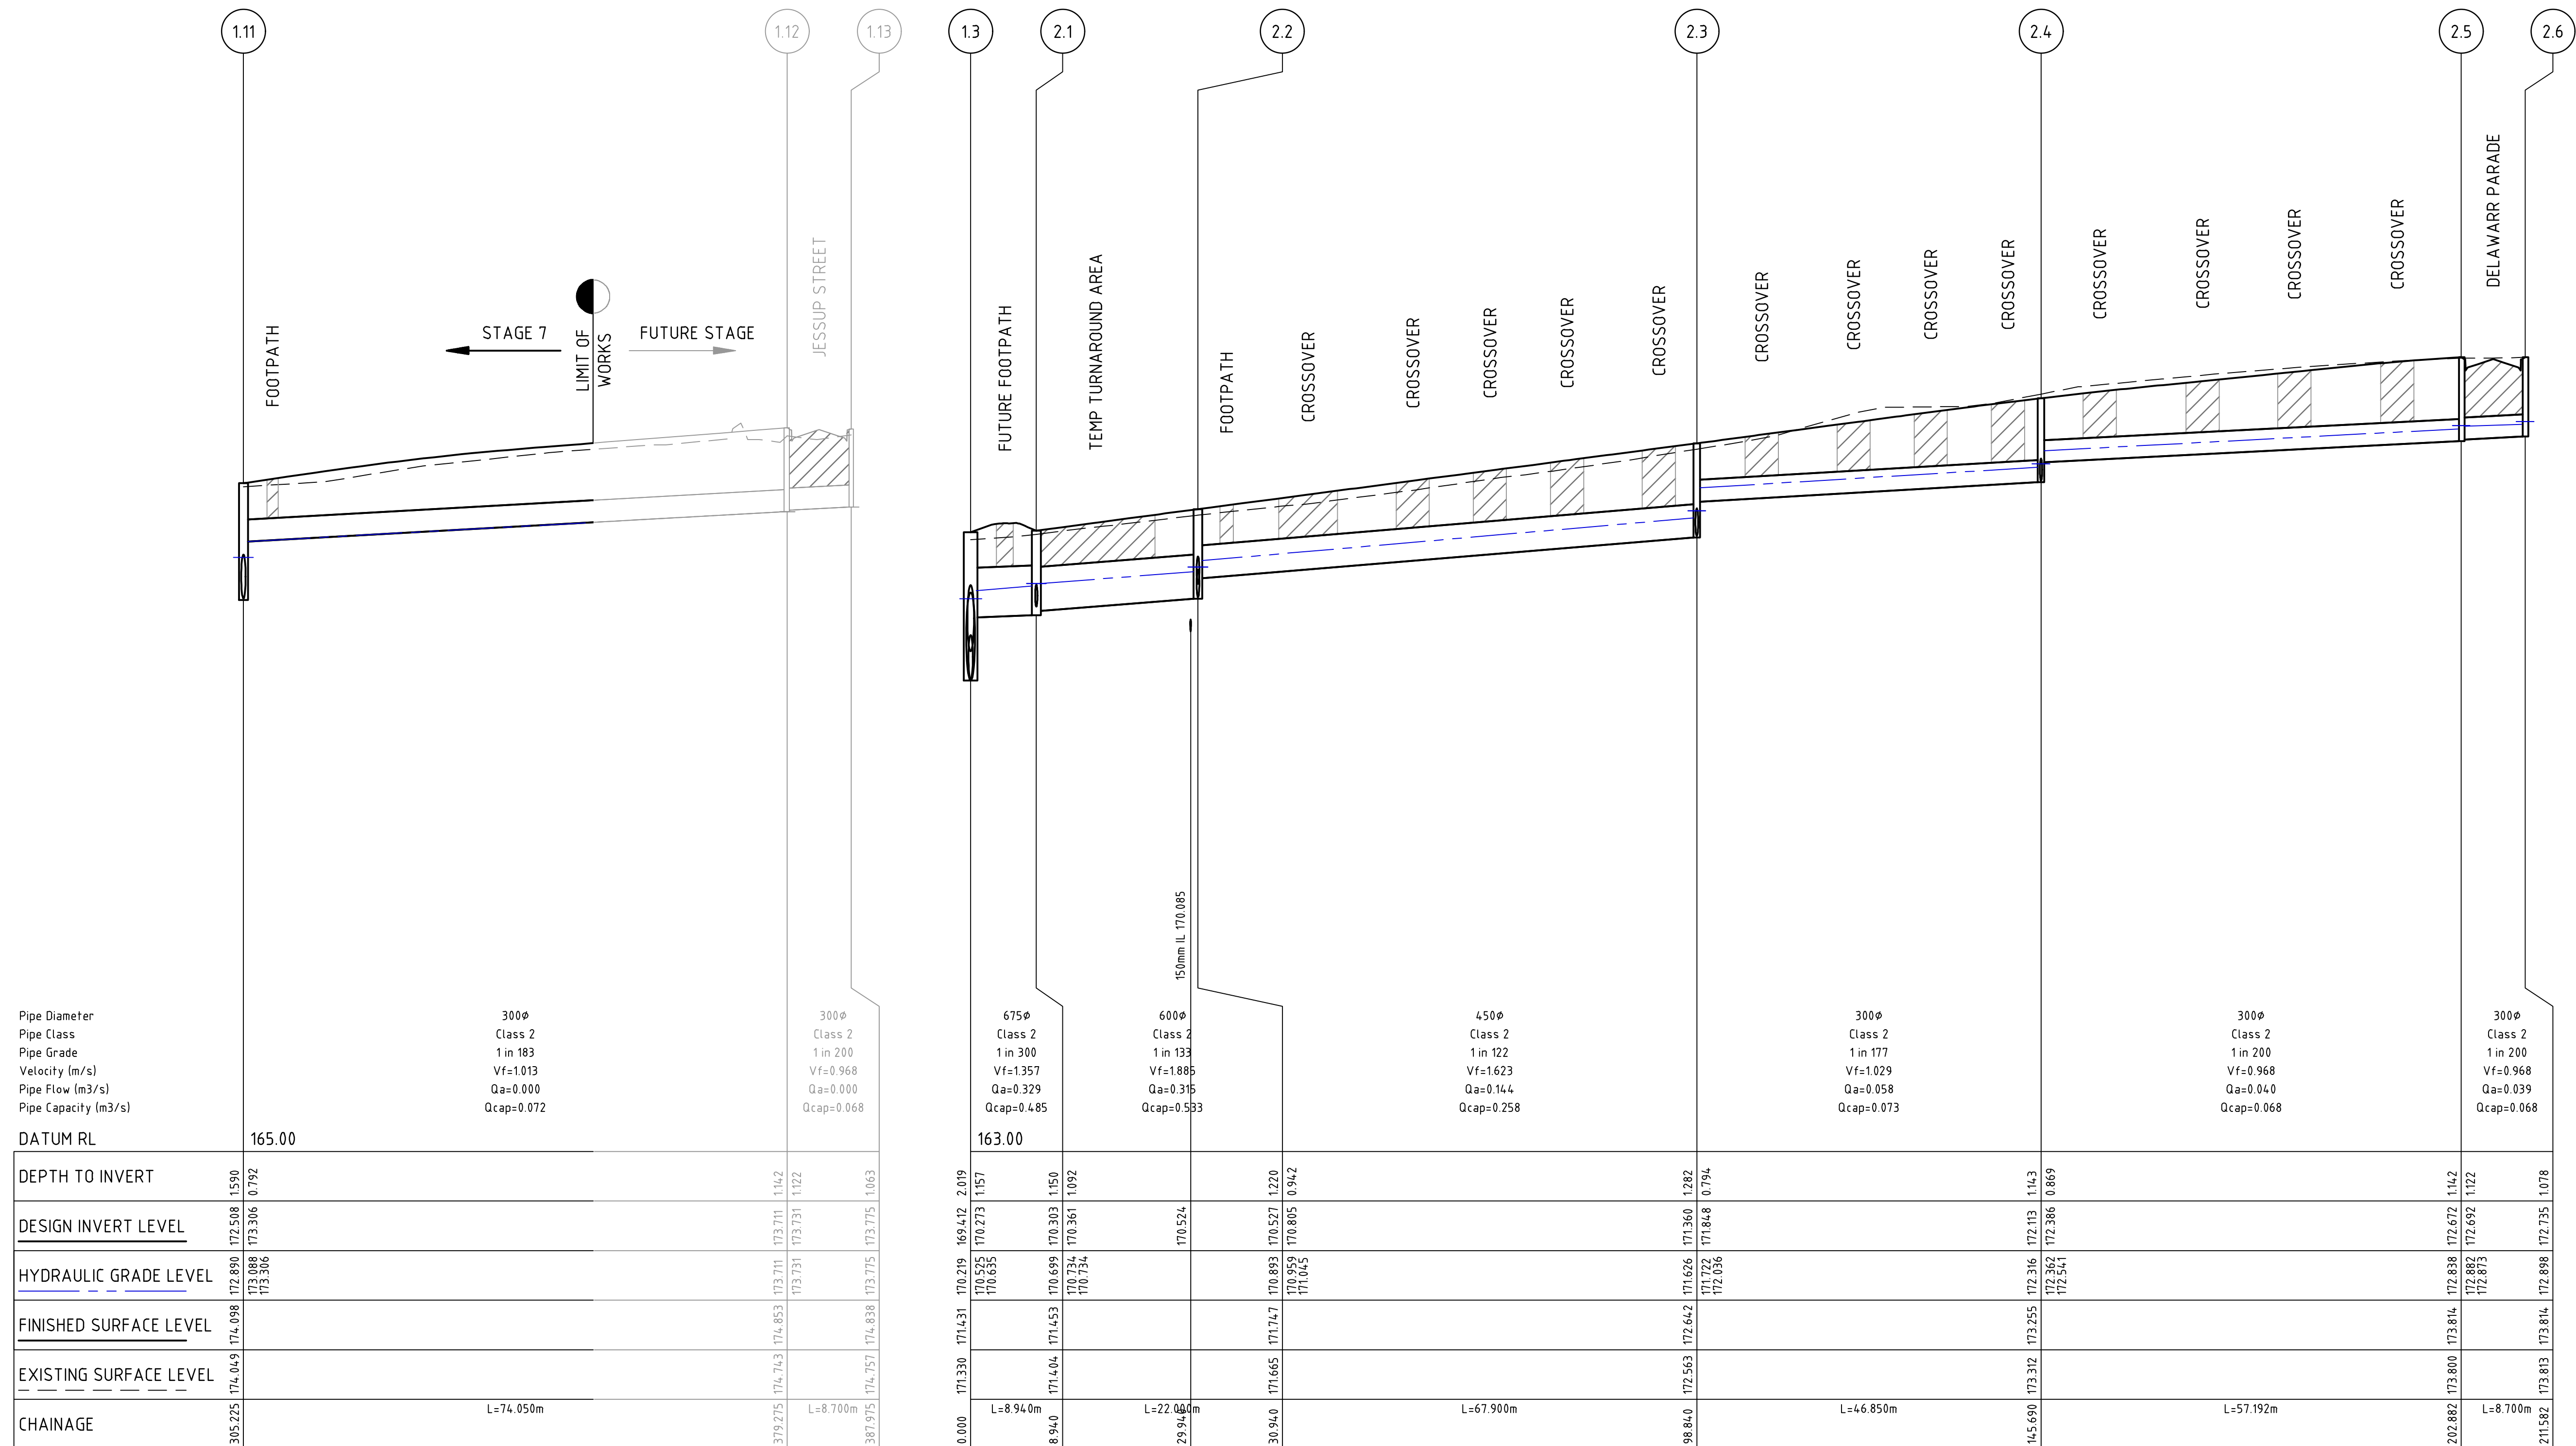 1.11 1.12 1.13 1.3 2.1 2.2 2.3 2.4 2.5 2.6
FOOTPATH
STAGE 7
LIMIT OF
WORKS
FUTURE STAGE
JESSUP STREET
FUTURE FOOTPATH
TEMP TURNAROUND AREA
FOOTPATH
CROSSOVER
CROSSOVER
CROSSOVER
CROSSOVER
CROSSOVER
CROSSOVER
CROSSOVER
CROSSOVER
CROSSOVER
CROSSOVER
CROSSOVER
CROSSOVER
CROSSOVER
DELAWARR PARADE
150mm IL 170.085
Pipe Diameter 300ø 300ø 675ø 600ø 450ø 300ø 300ø 300ø
Pipe Class Class 2 Class 2 Class 2 Class 2 Class 2 Class 2 Class 2 Class 2
Pipe Grade 1 in 183 1 in 200 1 in 300 1 in 133 1 in 122 1 in 177 1 in 200 1 in 200
Velocity (m/s) Vf=1.013 Vf=0.968 Vf=1.357 Vf=1.885 Vf=1.623 Vf=1.029 Vf=0.968 Vf=0.968
Pipe Flow (m3/s) Qa=0.000 Qa=0.000 Qa=0.329 Qa=0.315 Qa=0.144 Qa=0.058 Qa=0.040 Qa=0.039
Pipe Capacity (m3/s) Qcap=0.072 Qcap=0.068 Qcap=0.485 Qcap=0.533 Qcap=0.258 Qcap=0.073 Qcap=0.068 Qcap=0.068
DATUM RL 165.00 163.00
DEPTH TO INVERT 1.590 0.792 1.142 1.122 1.063 2.019 1.157 1.150 1.092 1.220 0.942 1.282 0.794 1.143 0.869 1.142 1.122 1.078
DESIGN INVERT LEVEL 172.508 173.306 173.711 173.731 173.775 169.412 170.273 170.303 170.361 170.524 170.527 170.805 171.360 171.848 172.113 172.386 172.672 172.692 172.735
HYDRAULIC GRADE LEVEL 172.890 173.088 173.306 173.711 173.731 173.775 170.219 170.525 170.635 170.699 170.734 170.734 170.893 170.959 171.045 171.626 171.722 172.036 172.316 172.362 172.541 172.838 172.882 172.873 172.898
FINISHED SURFACE LEVEL 174.098 174.853 174.838 171.431 171.453 171.747 172.642 173.255 173.814 173.814
EXISTING SURFACE LEVEL 174.049 174.743 174.757 171.330 171.404 171.665 172.563 173.312 173.800 173.813
L=74.050m L=8.700m L=8.940m L=22.000m L=67.900m L=46.850m L=57.192m L=8.700m
CHAINAGE 305.225 379.275 387.975 0.000 8.940 29.940 30.940 98.840 145.690 202.882 211.582